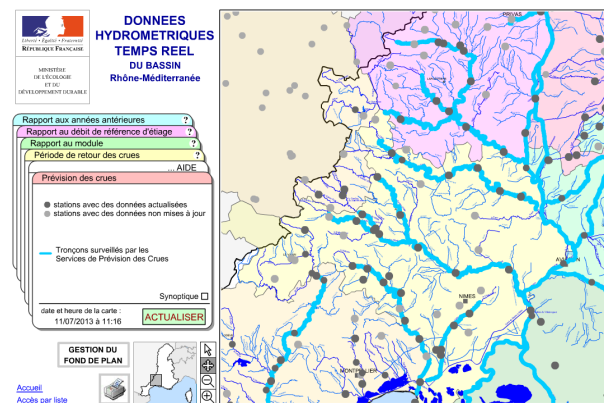 Liberté • Égalité • Fraternité
RÉPUBLIQUE FRANÇAISE
MINISTÈRE
DE L'ÉCOLOGIE
ET DU
DÉVELOPPEMENT DURABLE
DONNEES
HYDROMETRIQUES
TEMPS REEL
DU BASSIN
Rhône-Méditerranée
Rapport aux années antérieures ?
Rapport au débit de référence d'étiage ?
Rapport au module ?
Période de retour des crues ?
... AIDE
Prévision des crues
stations avec des données actualisées
stations avec des données non mises à jour
Tronçons surveillés par les
Services de Prévision des Crues
Synoptique
date et heure de la carte :
11/07/2013 à 11:16
ACTUALISER
GESTION DU
FOND DE PLAN
Accueil
Accès par liste
PRIVAS
NIMES